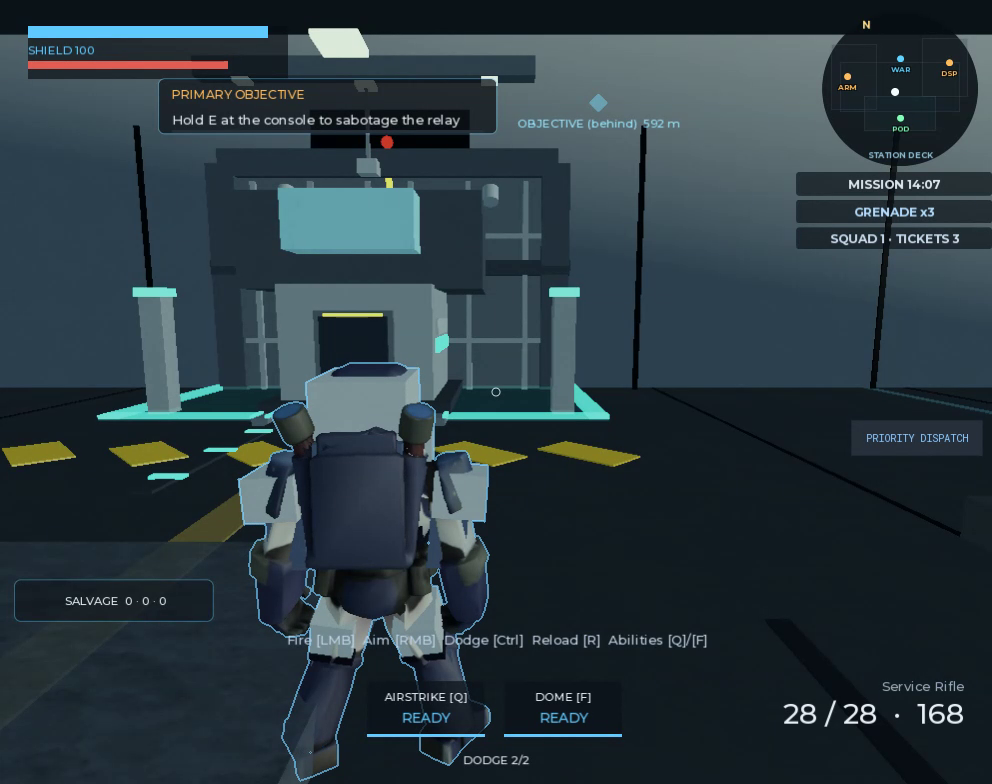 SHIELD 100
PRIMARY OBJECTIVE
Hold E at the console to sabotage the relay
OBJECTIVE (behind) 592 m
N
WAR
DSP
ARM
POD
STATION DECK
MISSION 14:07
GRENADE x3
SQUAD 1 · TICKETS 3
PRIORITY DISPATCH
SALVAGE 0 · 0 · 0
Fire [LMB] Aim [RMB] Dodge [Ctrl] Reload [R] Abilities [Q]/[F]
AIRSTRIKE [Q]
READY
DOME [F]
READY
DODGE 2/2
Service Rifle
28 / 28 · 168